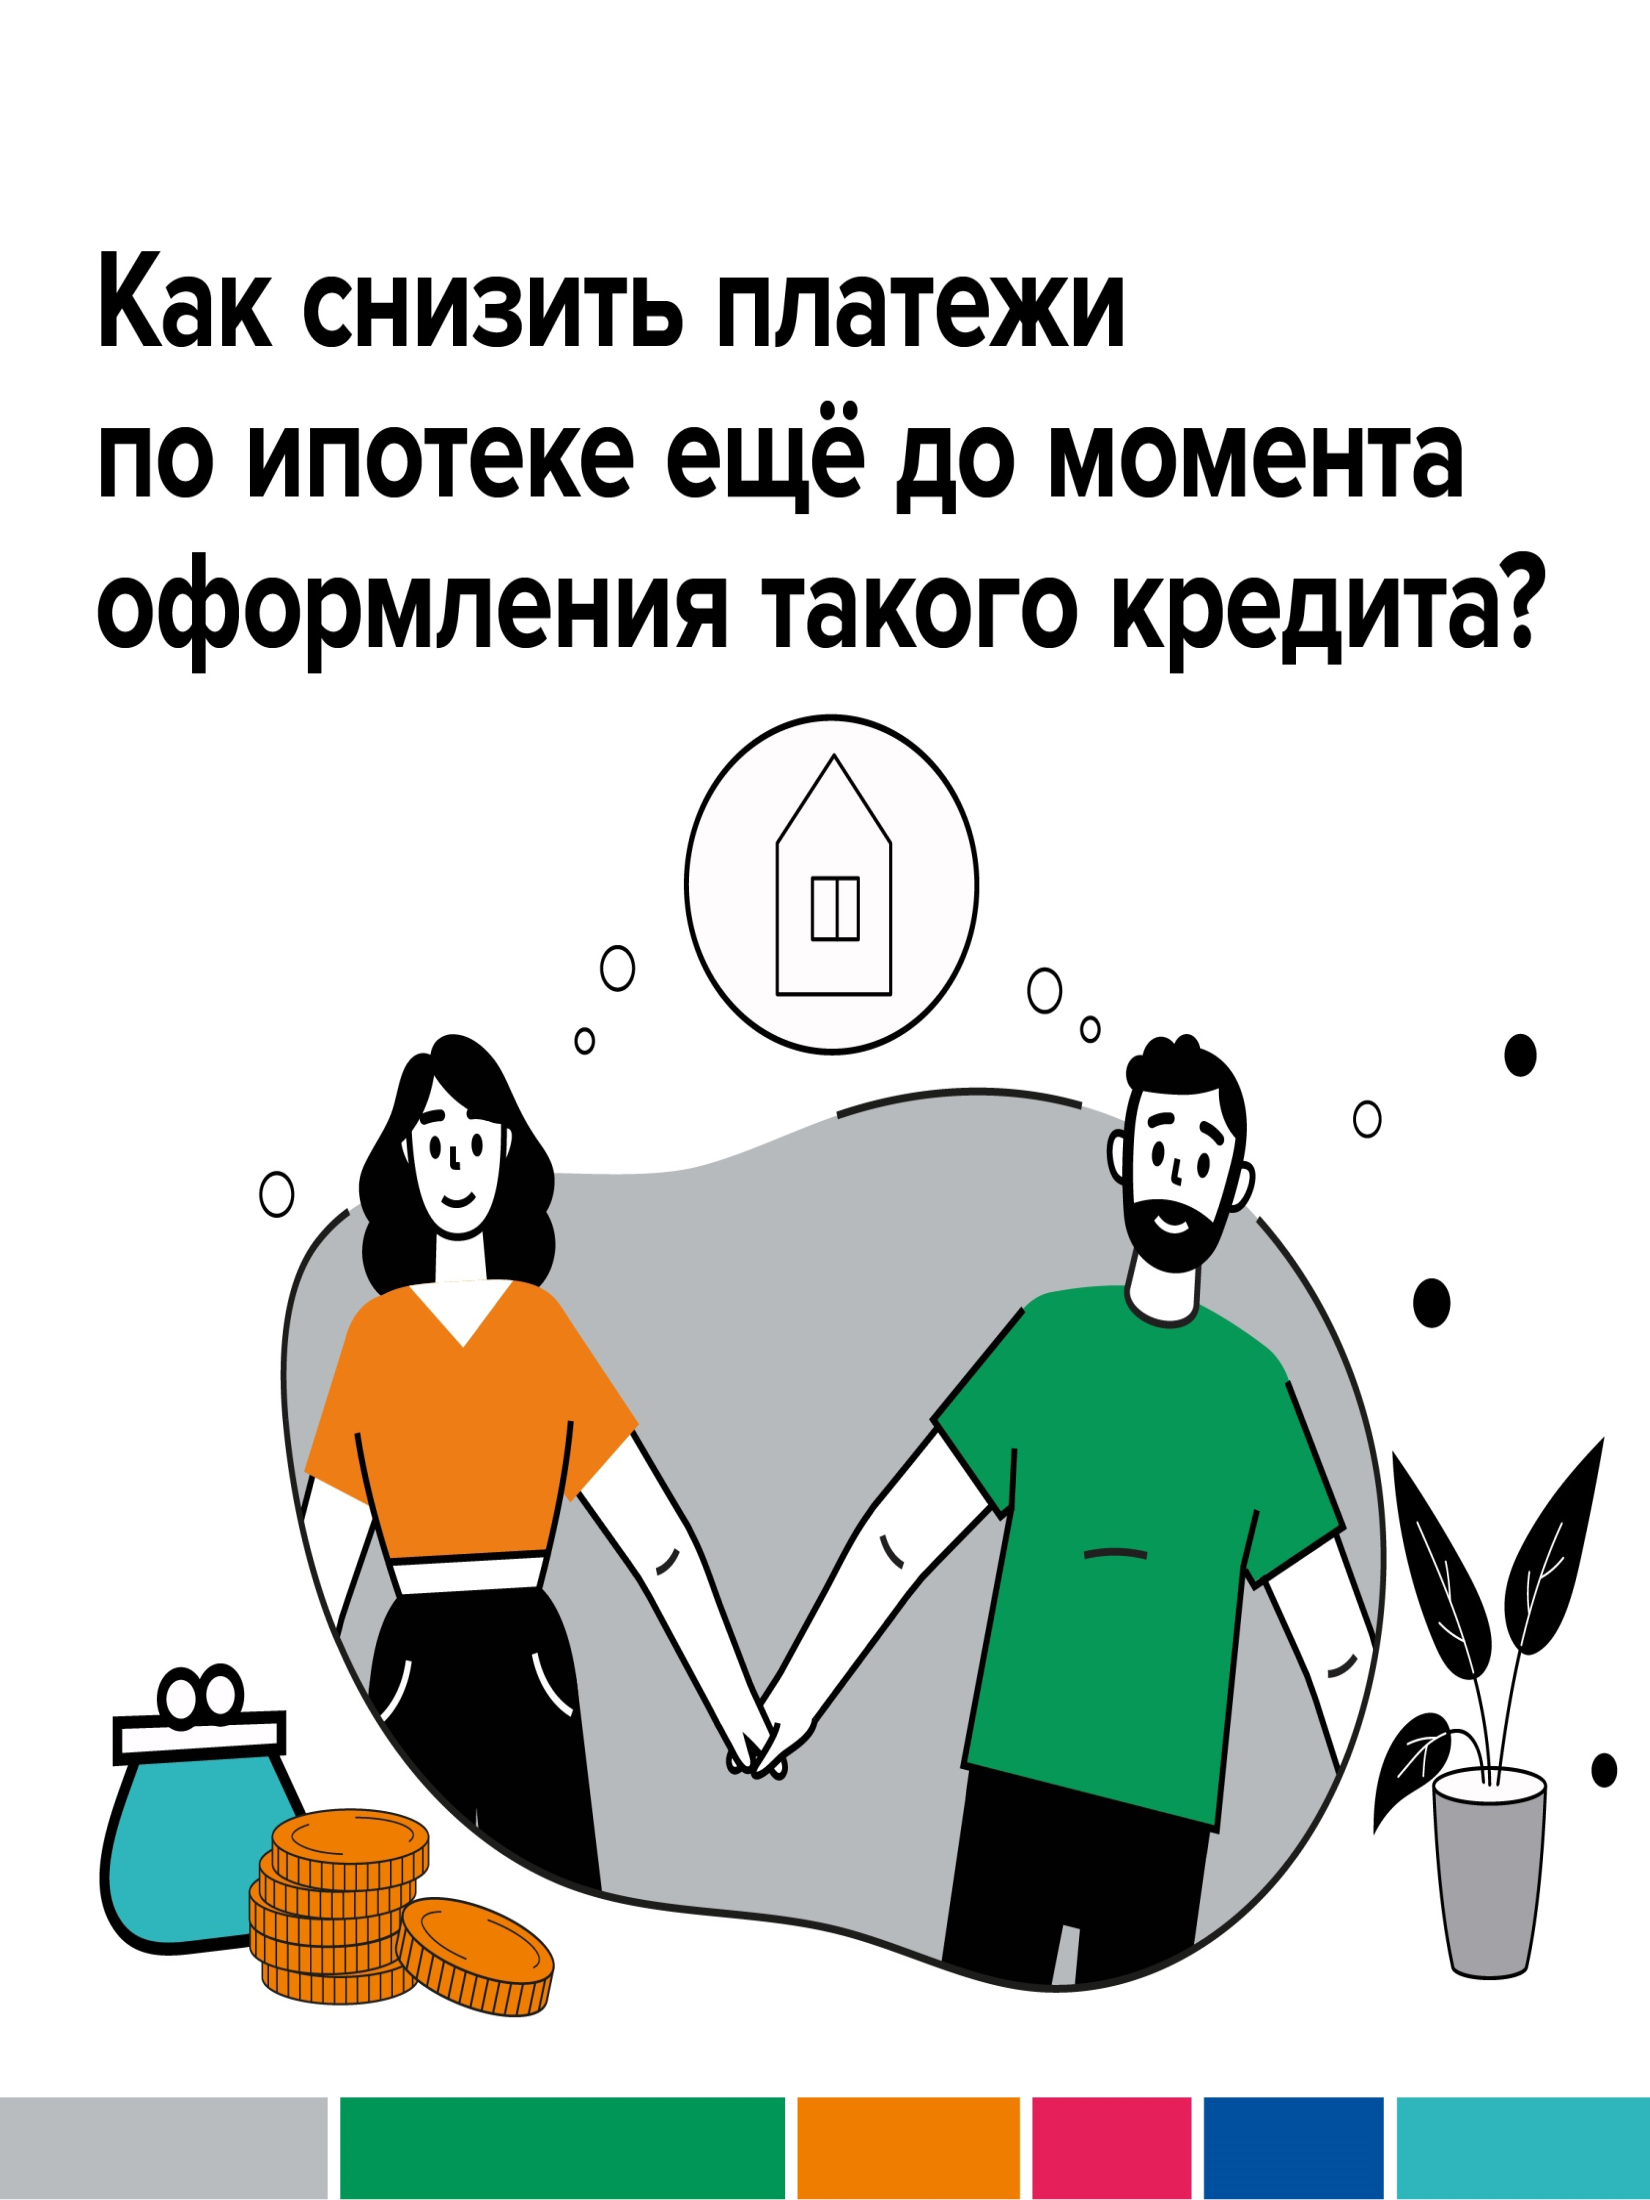 Как снизить платежи
по ипотеке ещё до момента
оформления такого кредита?